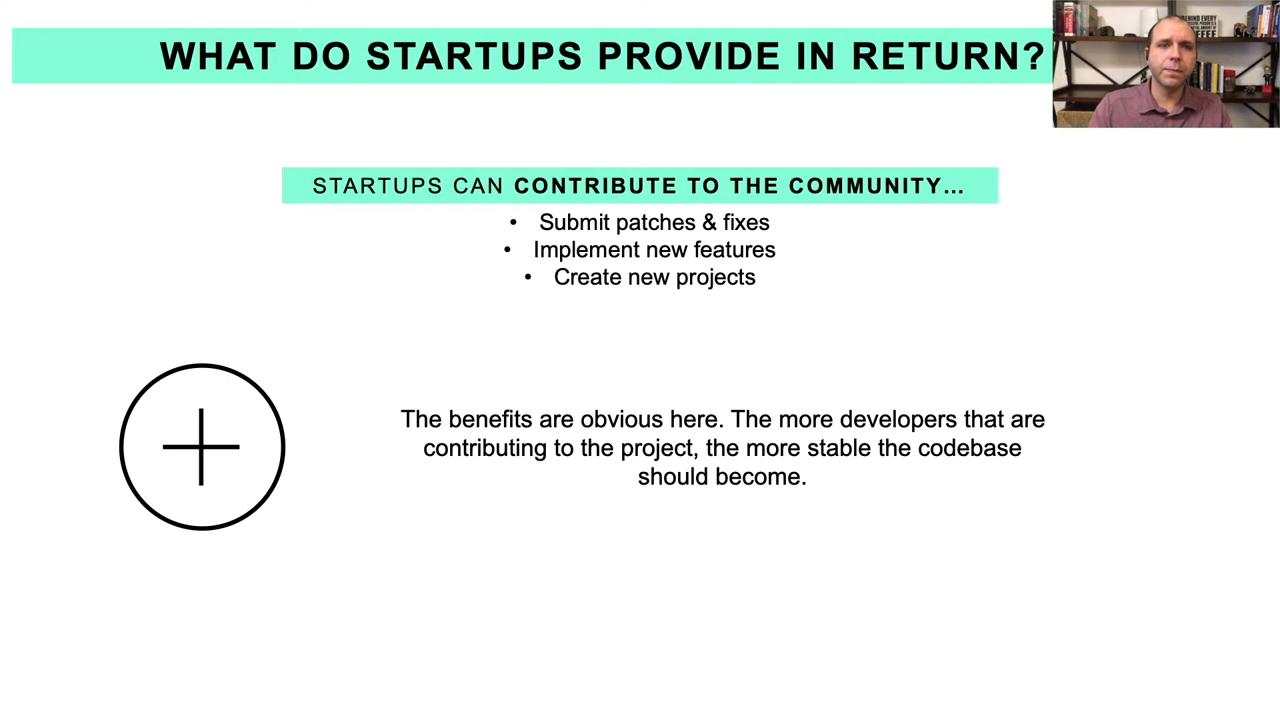 WHAT DO STARTUPS PROVIDE IN RETURN?
BEHIND EVERY
STARTUPS CAN CONTRIBUTE TO THE COMMUNITY...
• Submit patches & fixes
• Implement new features
• Create new projects
The benefits are obvious here. The more developers that are
contributing to the project, the more stable the codebase
should become.